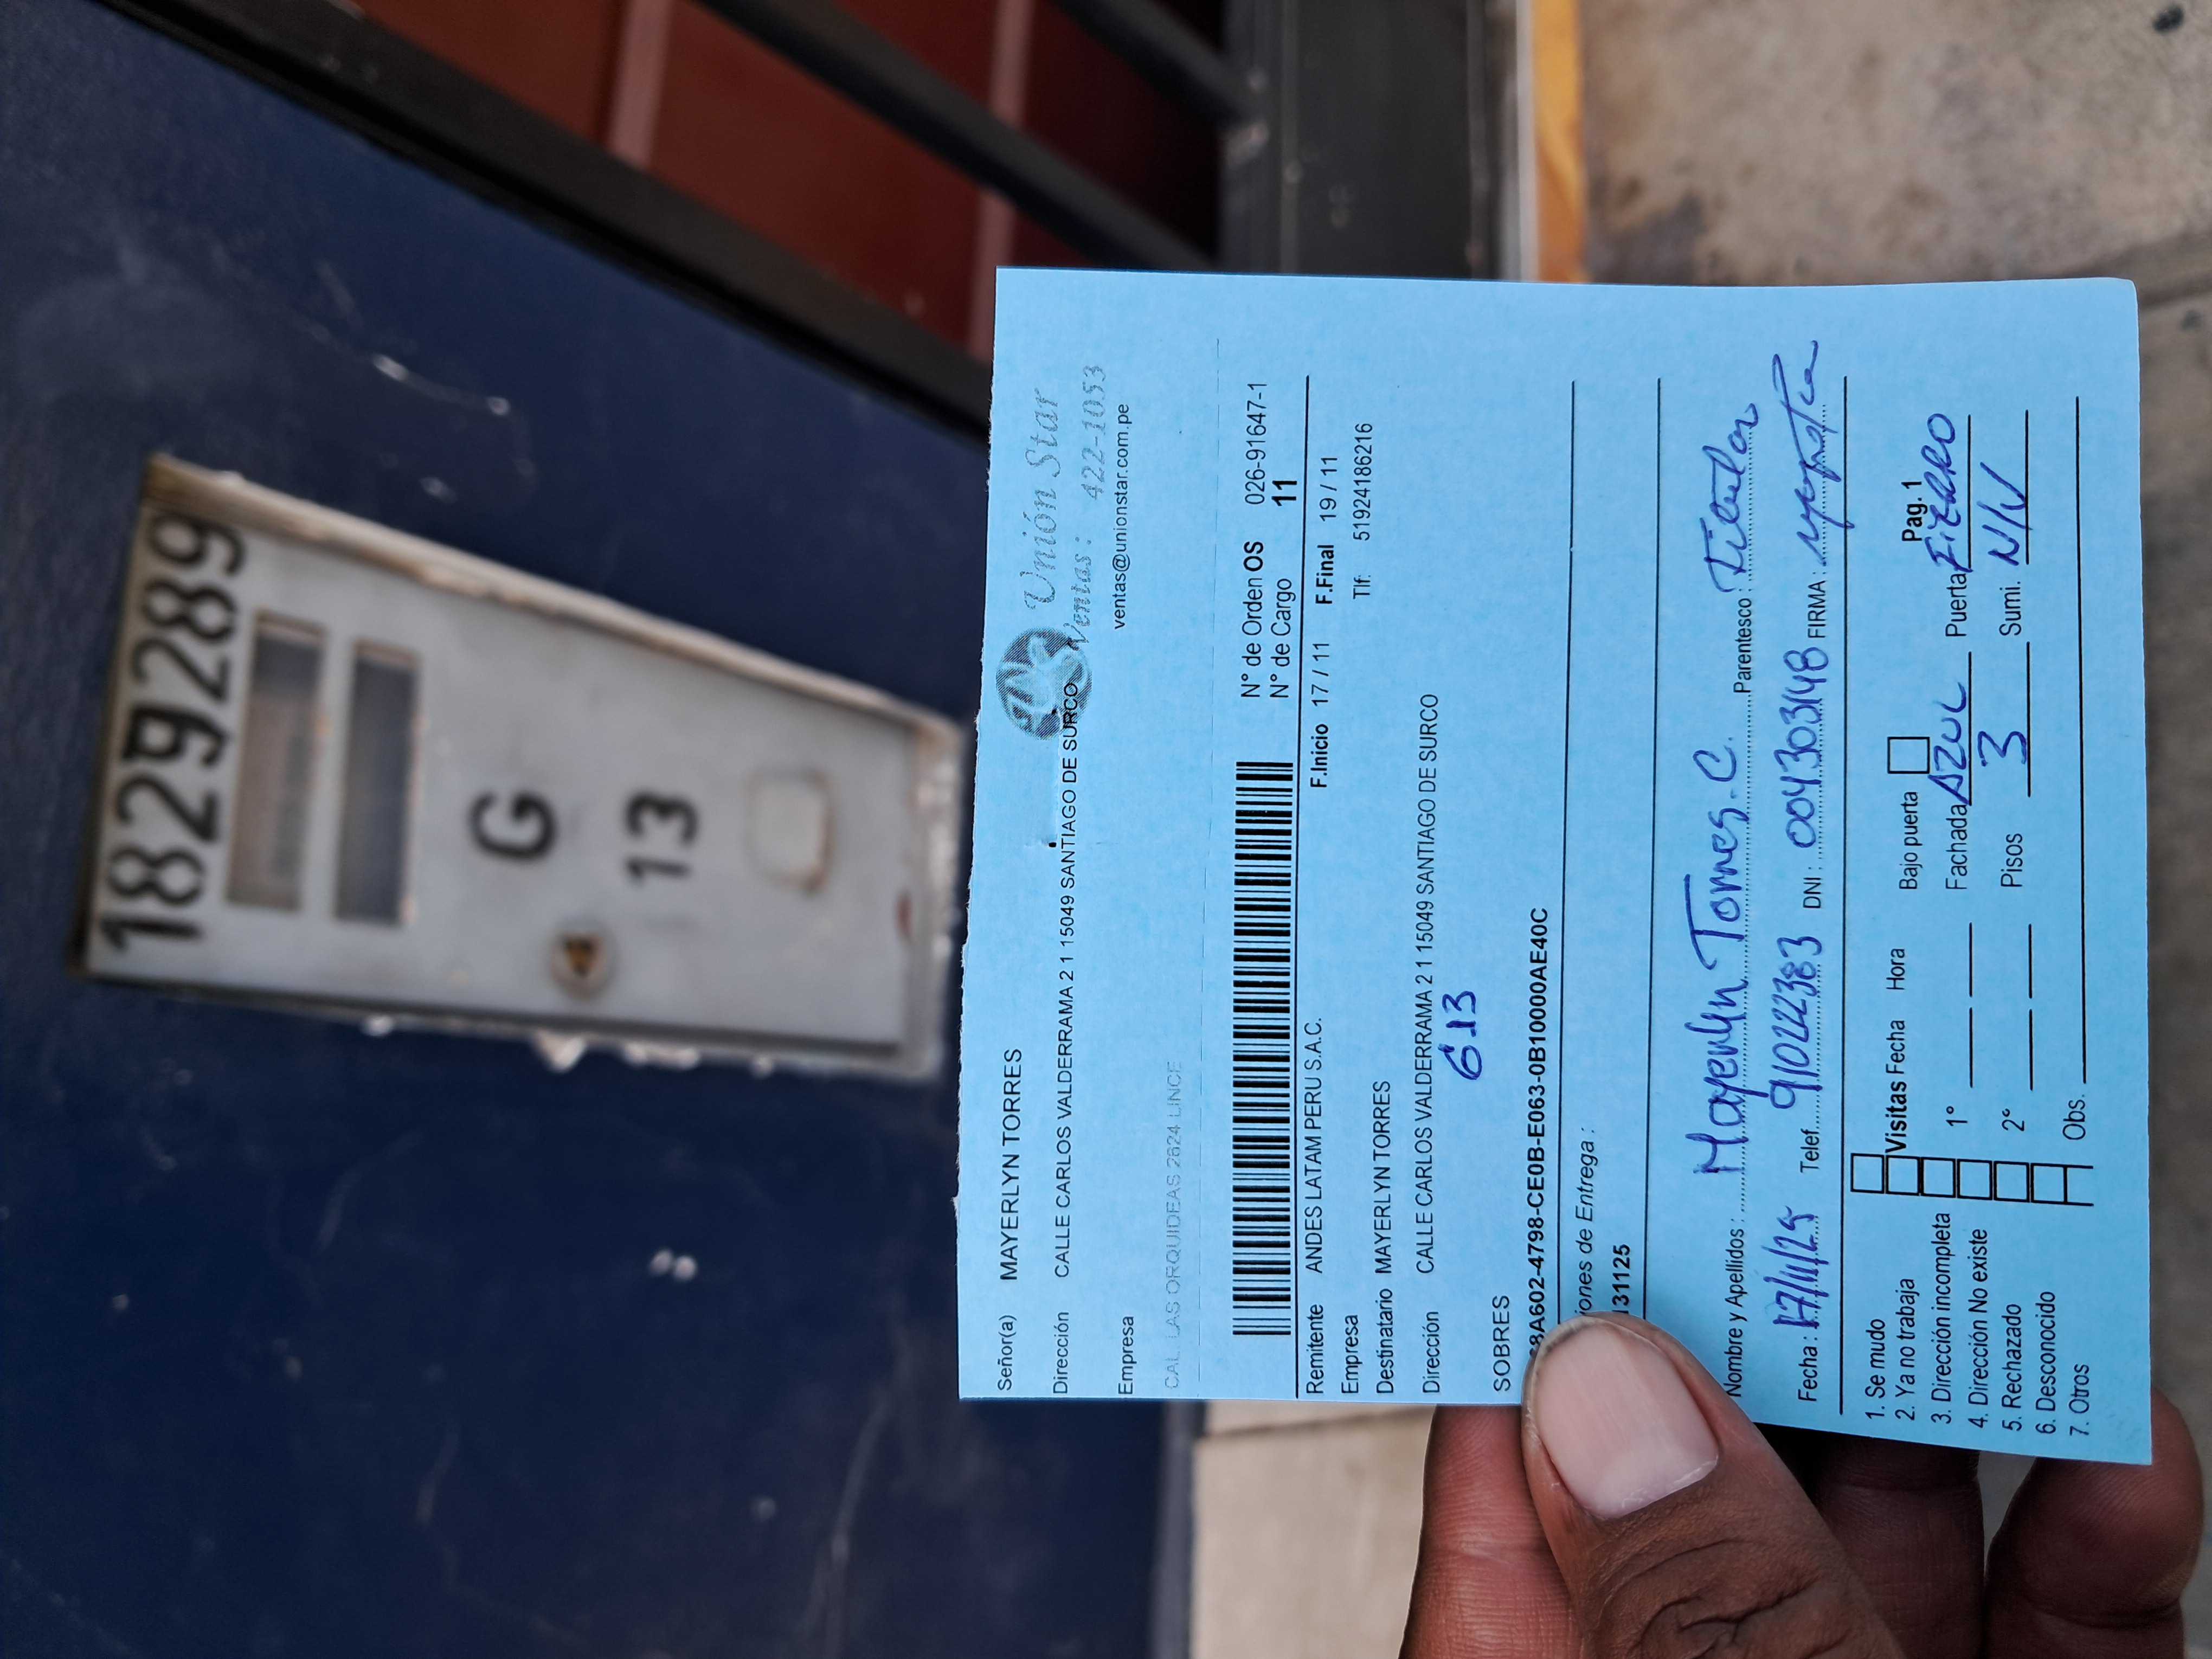 1829289
G
13
Señor(a) MAYERLYN TORRES
Unión Star
Dirección CALLE CARLOS VALDERRAMA 2 1 15049 SANTIAGO DE SURCO
Ventas: 422-1053
Empresa
ventas@unionstar.com.pe
CAL. LAS ORQUIDEAS 2624 LINCE
N° de Orden OS 026-91647-1
N° de Cargo 11
Remitente ANDES LATAM PERU S.A.C.
F.Inicio 17 / 11 F.Final 19 / 11
Empresa
Tlf: 51924186216
Destinatario MAYERLYN TORRES
Dirección CALLE CARLOS VALDERRAMA 2 1 15049 SANTIAGO DE SURCO
G-13
SOBRES
8A602-4798-CE0B-E063-0B10000AE40C
iones de Entrega :
31125
Nombre y Apellidos : Mayerlyn Torres. C. Parentesco : Titular
Fecha : 17/11/25 Telef. 910222383 DNI : 004303148 FIRMA :
1. Se mudo
2. Ya no trabaja Visitas Fecha Hora Bajo puerta Pag. 1
3. Dirección incompleta 1° Fachada AZUL Puerta FIERRO
4. Dirección No existe
5. Rechazado 2° Pisos 3 Sumi. N/V
6. Desconocido
7. Otros Obs.